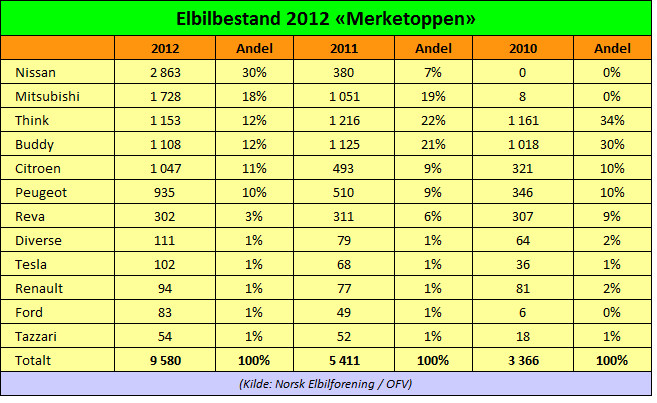 Elbilbestand 2012 «Merketoppen»
2012 Andel 2011 Andel 2010 Andel
Nissan 2 863 30% 380 7% 0 0%
Mitsubishi 1 728 18% 1 051 19% 8 0%
Think 1 153 12% 1 216 22% 1 161 34%
Buddy 1 108 12% 1 125 21% 1 018 30%
Citroen 1 047 11% 493 9% 321 10%
Peugeot 935 10% 510 9% 346 10%
Reva 302 3% 311 6% 307 9%
Diverse 111 1% 79 1% 64 2%
Tesla 102 1% 68 1% 36 1%
Renault 94 1% 77 1% 81 2%
Ford 83 1% 49 1% 6 0%
Tazzari 54 1% 52 1% 18 1%
Totalt 9 580 100% 5 411 100% 3 366 100%
(Kilde: Norsk Elbilforening / OFV)